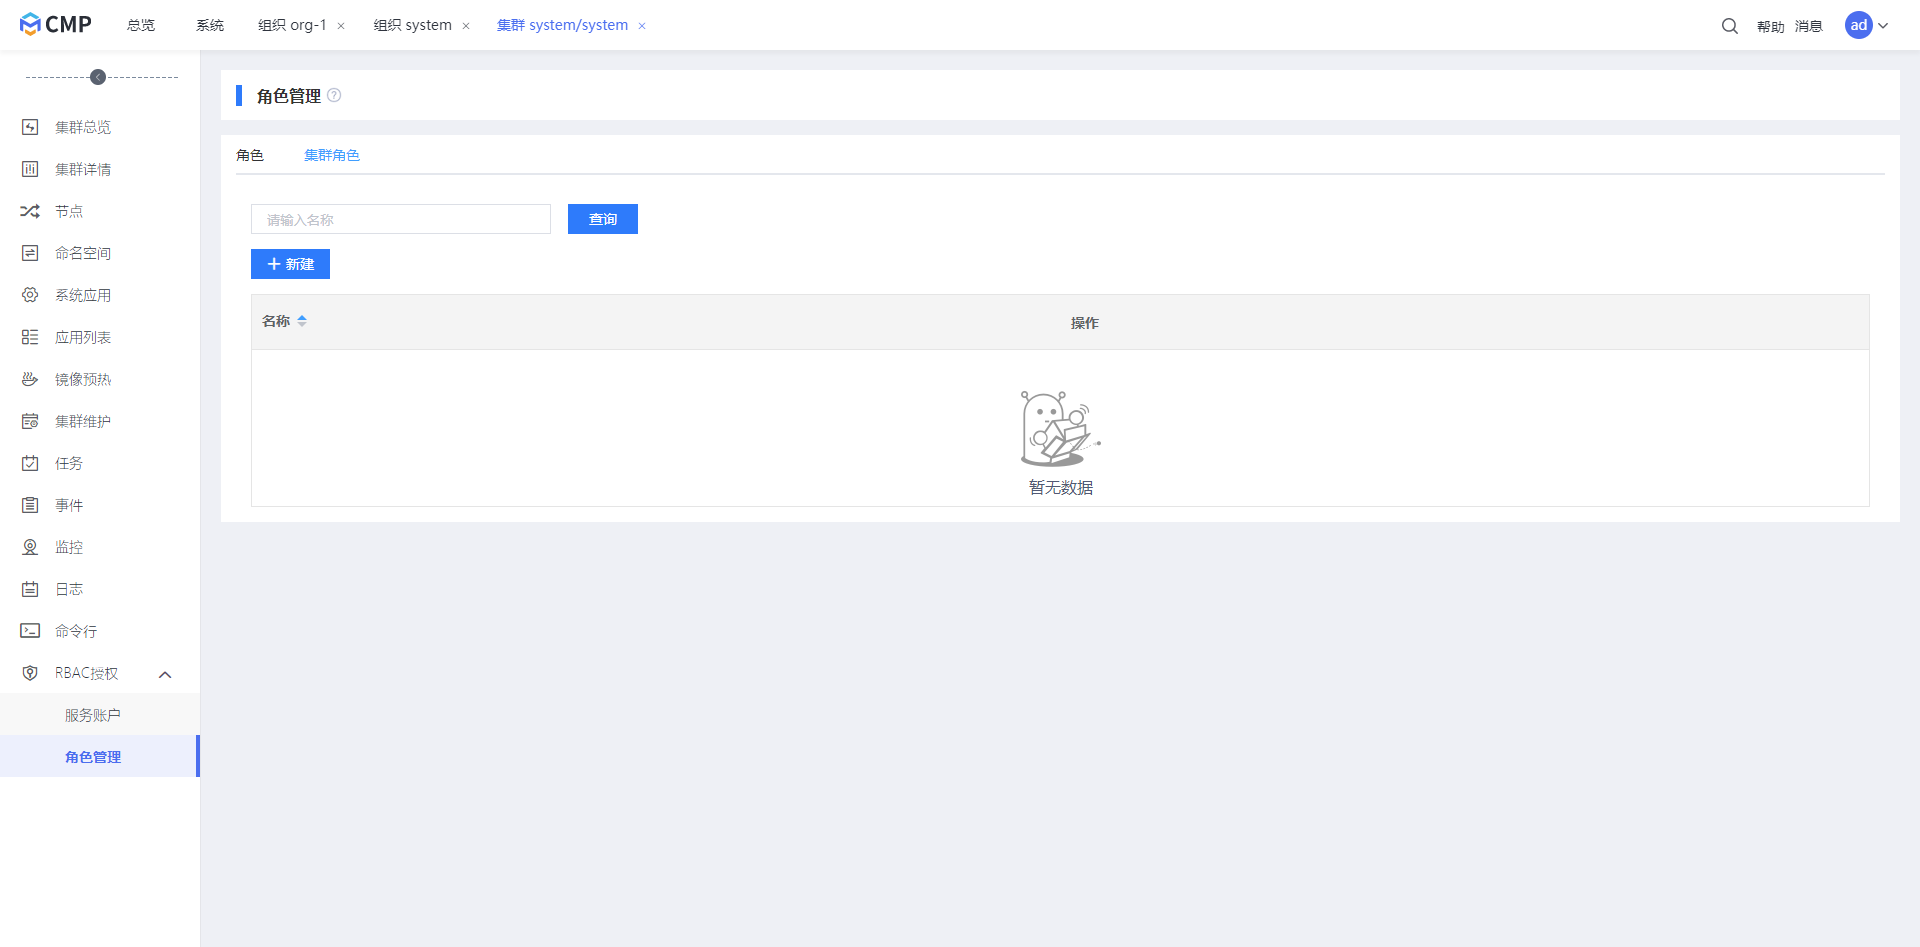 CMP 总览 系统 组织 org-1 × 组织 system × 集群 system/system × 帮助 消息 ad
集群总览
集群详情
节点
命名空间
系统应用
应用列表
镜像预热
集群维护
任务
事件
监控
日志
命令行
RBAC授权
服务账户
角色管理
角色管理 ?
角色 集群角色
请输入名称 查询
+ 新建
名称 操作
暂无数据